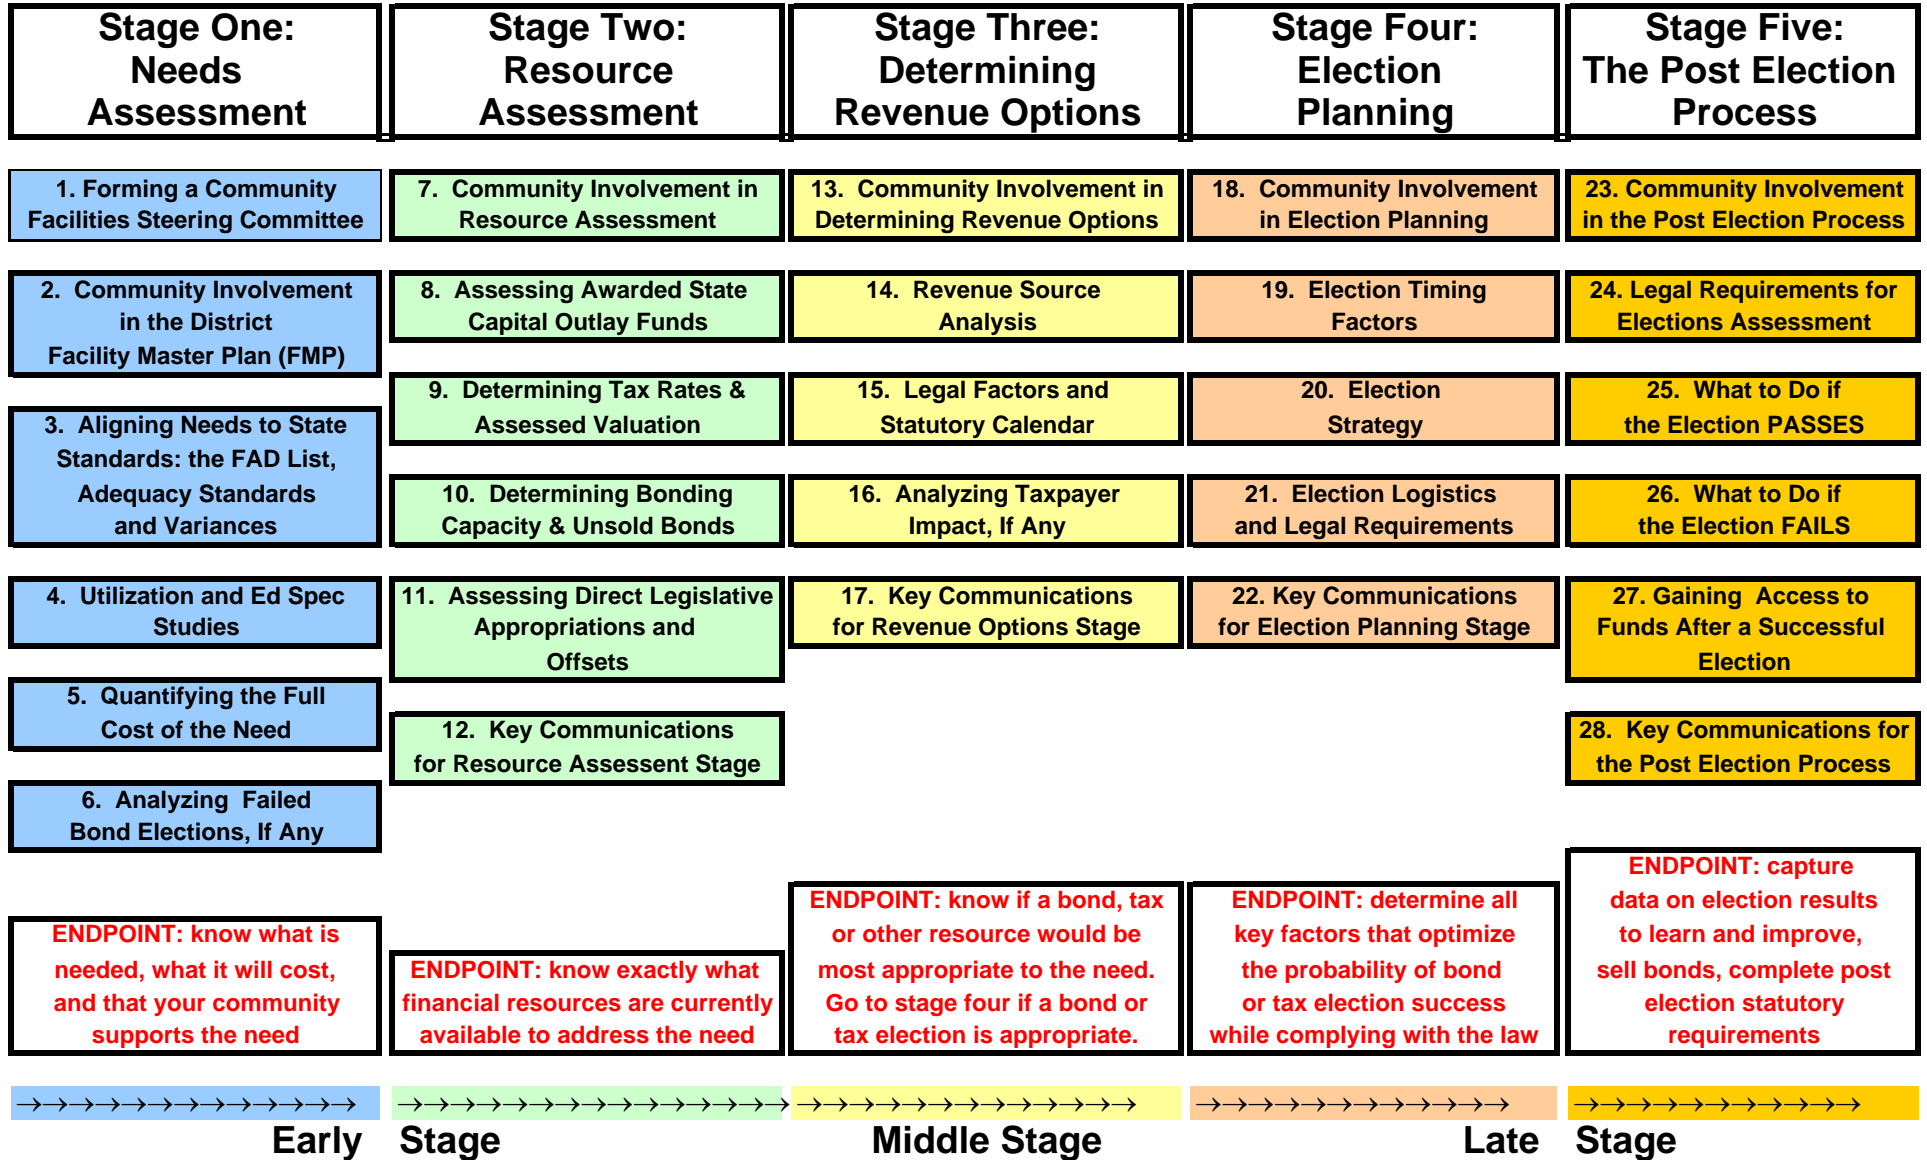 Stage One:
Needs
Assessment
Stage Two:
Resource
Assessment
Stage Three:
Determining
Revenue Options
Stage Four:
Election
Planning
Stage Five:
The Post Election
Process
1. Forming a Community
Facilities Steering Committee
2. Community Involvement
in the District
Facility Master Plan (FMP)
3. Aligning Needs to State
Standards: the FAD List,
Adequacy Standards
and Variances
4. Utilization and Ed Spec
Studies
5. Quantifying the Full
Cost of the Need
6. Analyzing Failed
Bond Elections, If Any
ENDPOINT: know what is
needed, what it will cost,
and that your community
supports the need
7. Community Involvement in
Resource Assessment
8. Assessing Awarded State
Capital Outlay Funds
9. Determining Tax Rates &
Assessed Valuation
10. Determining Bonding
Capacity & Unsold Bonds
11. Assessing Direct Legislative
Appropriations and
Offsets
12. Key Communications
for Resource Assessent Stage
ENDPOINT: know exactly what
financial resources are currently
available to address the need
13. Community Involvement in
Determining Revenue Options
14. Revenue Source
Analysis
15. Legal Factors and
Statutory Calendar
16. Analyzing Taxpayer
Impact, If Any
17. Key Communications
for Revenue Options Stage
ENDPOINT: know if a bond, tax
or other resource would be
most appropriate to the need.
Go to stage four if a bond or
tax election is appropriate.
18. Community Involvement
in Election Planning
19. Election Timing
Factors
20. Election
Strategy
21. Election Logistics
and Legal Requirements
22. Key Communications
for Election Planning Stage
ENDPOINT: determine all
key factors that optimize
the probability of bond
or tax election success
while complying with the law
23. Community Involvement
in the Post Election Process
24. Legal Requirements for
Elections Assessment
25. What to Do if
the Election PASSES
26. What to Do if
the Election FAILS
27. Gaining Access to
Funds After a Successful
Election
28. Key Communications for
the Post Election Process
ENDPOINT: capture
data on election results
to learn and improve,
sell bonds, complete post
election statutory
requirements
Early Stage
Middle Stage
Late Stage